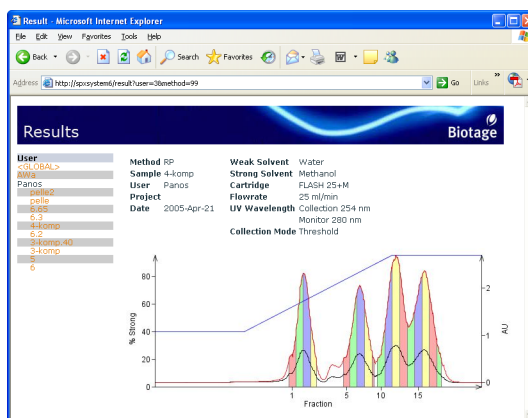 Result - Microsoft Internet Explorer
File Edit View Favorites Tools Help
Back Search Favorites
Address http://spxsystem6/result?user=3&method=99 Go Links »
Results
Biotage
User
<GLOBAL>
AWa
Panos
pelle2
pelle
6.65
6.3
4-komp
6.2
3-komp.40
3-komp
5
6
Method RP Weak Solvent Water
Sample 4-komp Strong Solvent Methanol
User Panos Cartridge FLASH 25+M
Project Flowrate 25 ml/min
Date 2005-Apr-21 UV Wavelength Collection 254 nm
Monitor 280 nm
Collection Mode Threshold
80
60
40
20
0
% Strong
2
1
0
AU
1 5 10 15
Fraction